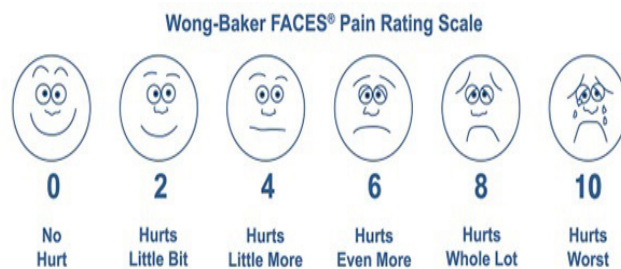 Wong-Baker FACES® Pain Rating Scale
0 2 4 6 8 10
No Hurts Hurts Hurts Hurts Hurts
Hurt Little Bit Little More Even More Whole Lot Worst